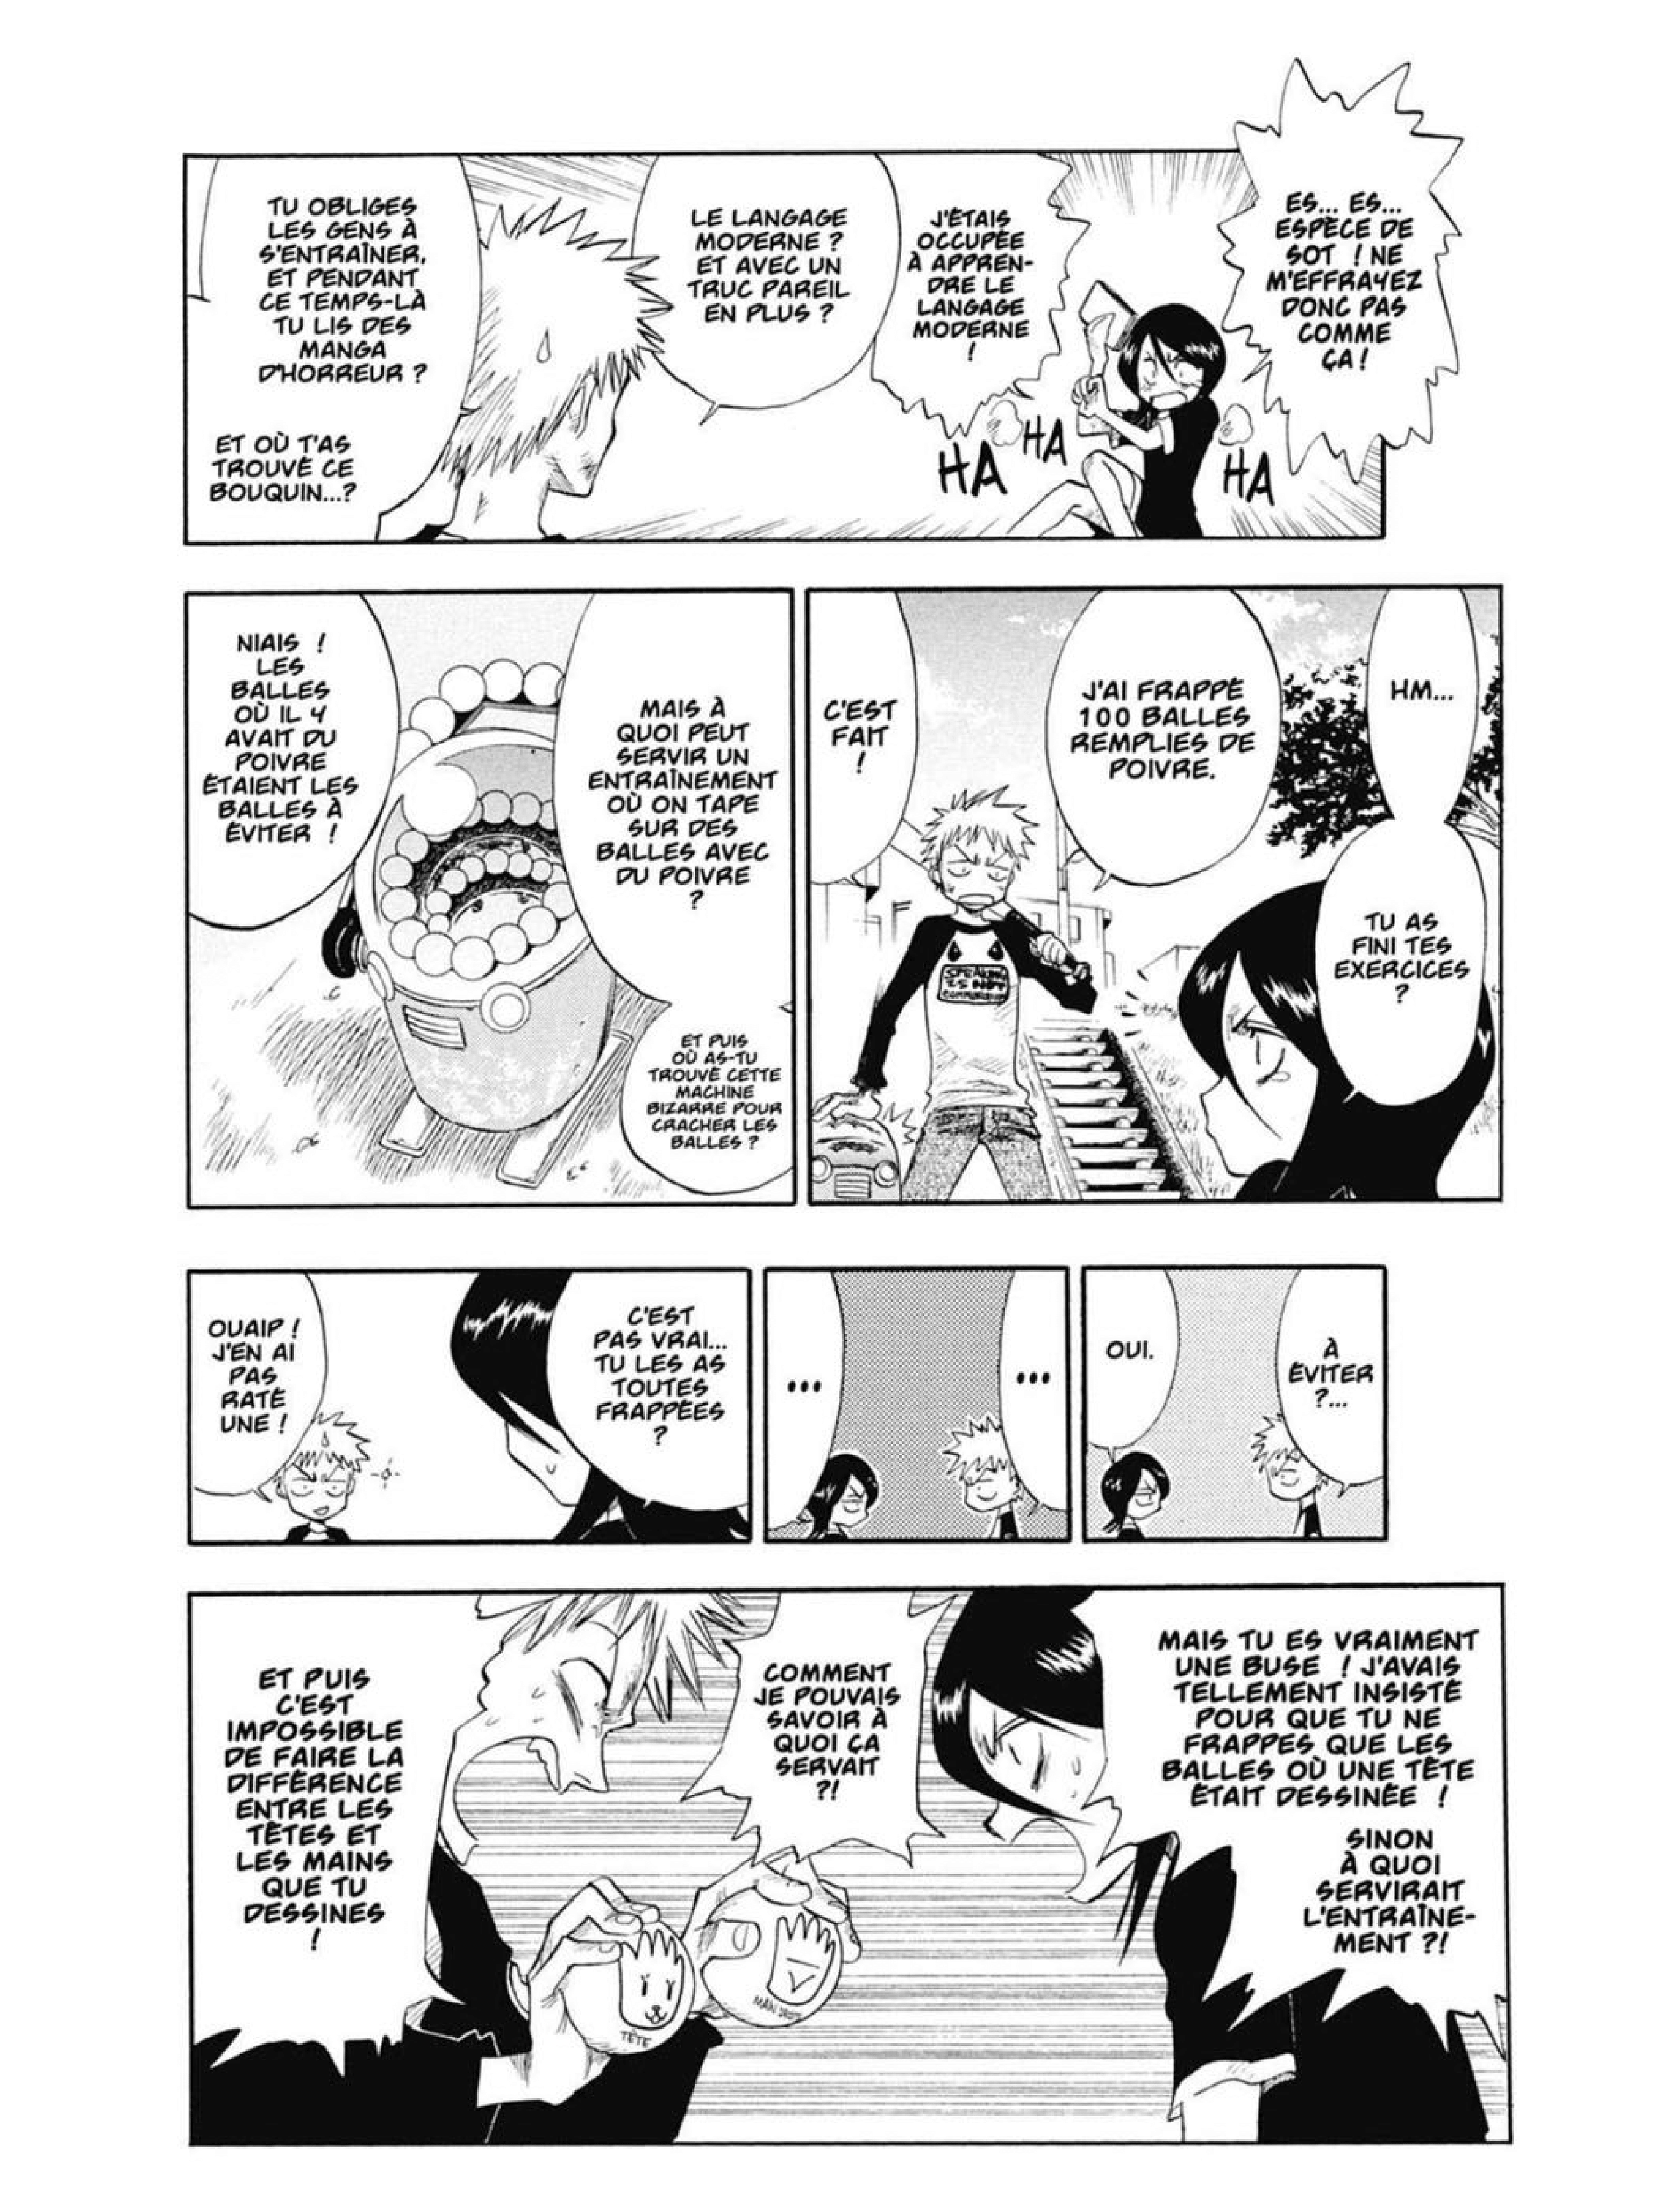 ES... ES...
ESPÈCE DE
SOT ! NE
M'EFFRAYEZ
DONC PAS
COMME
ÇA !
J'ÉTAIS
OCCUPÉE
À APPREN-
DRE LE
LANGAGE
MODERNE
!
HA
HA
HA
LE LANGAGE
MODERNE ?
ET AVEC UN
TRUC PAREIL
EN PLUS ?
TU OBLIGES
LES GENS À
S'ENTRAÎNER,
ET PENDANT
CE TEMPS-LÀ
TU LIS DES
MANGA
D'HORREUR ?
ET OÙ T'AS
TROUVÉ CE
BOUQUIN...?
HM...
TU AS
FINI TES
EXERCICES
?
J'AI FRAPPÉ
100 BALLES
REMPLIES DE
POIVRE.
C'EST
FAIT
!
SPEAKING
IS NOT
MAIS À
QUOI PEUT
SERVIR UN
ENTRAÎNEMENT
OÙ ON TAPE
SUR DES
BALLES AVEC
DU POIVRE
?
ET PUIS
OÙ AS-TU
TROUVÉ CETTE
MACHINE
BIZARRE POUR
CRACHER LES
BALLES ?
NIAIS !
LES
BALLES
OÙ IL Y
AVAIT DU
POIVRE
ÉTAIENT LES
BALLES À
ÉVITER !
À
ÉVITER
?...
OUI.
...
...
C'EST
PAS VRAI...
TU LES AS
TOUTES
FRAPPÉES
?
OUAIP !
J'EN AI
PAS
RATÉ
UNE !
MAIS TU ES VRAIMENT
UNE BUSE ! J'AVAIS
TELLEMENT INSISTÉ
POUR QUE TU NE
FRAPPES QUE LES
BALLES OÙ UNE TÊTE
ÉTAIT DESSINÉE !
SINON
À QUOI
SERVIRAIT
L'ENTRAÎNE-
MENT ?!
COMMENT
JE POUVAIS
SAVOIR À
QUOI ÇA
SERVAIT
?!
ET PUIS
C'EST
IMPOSSIBLE
DE FAIRE LA
DIFFÉRENCE
ENTRE LES
TÊTES ET
LES MAINS
QUE TU
DESSINES
!
MAIN
TÊTE